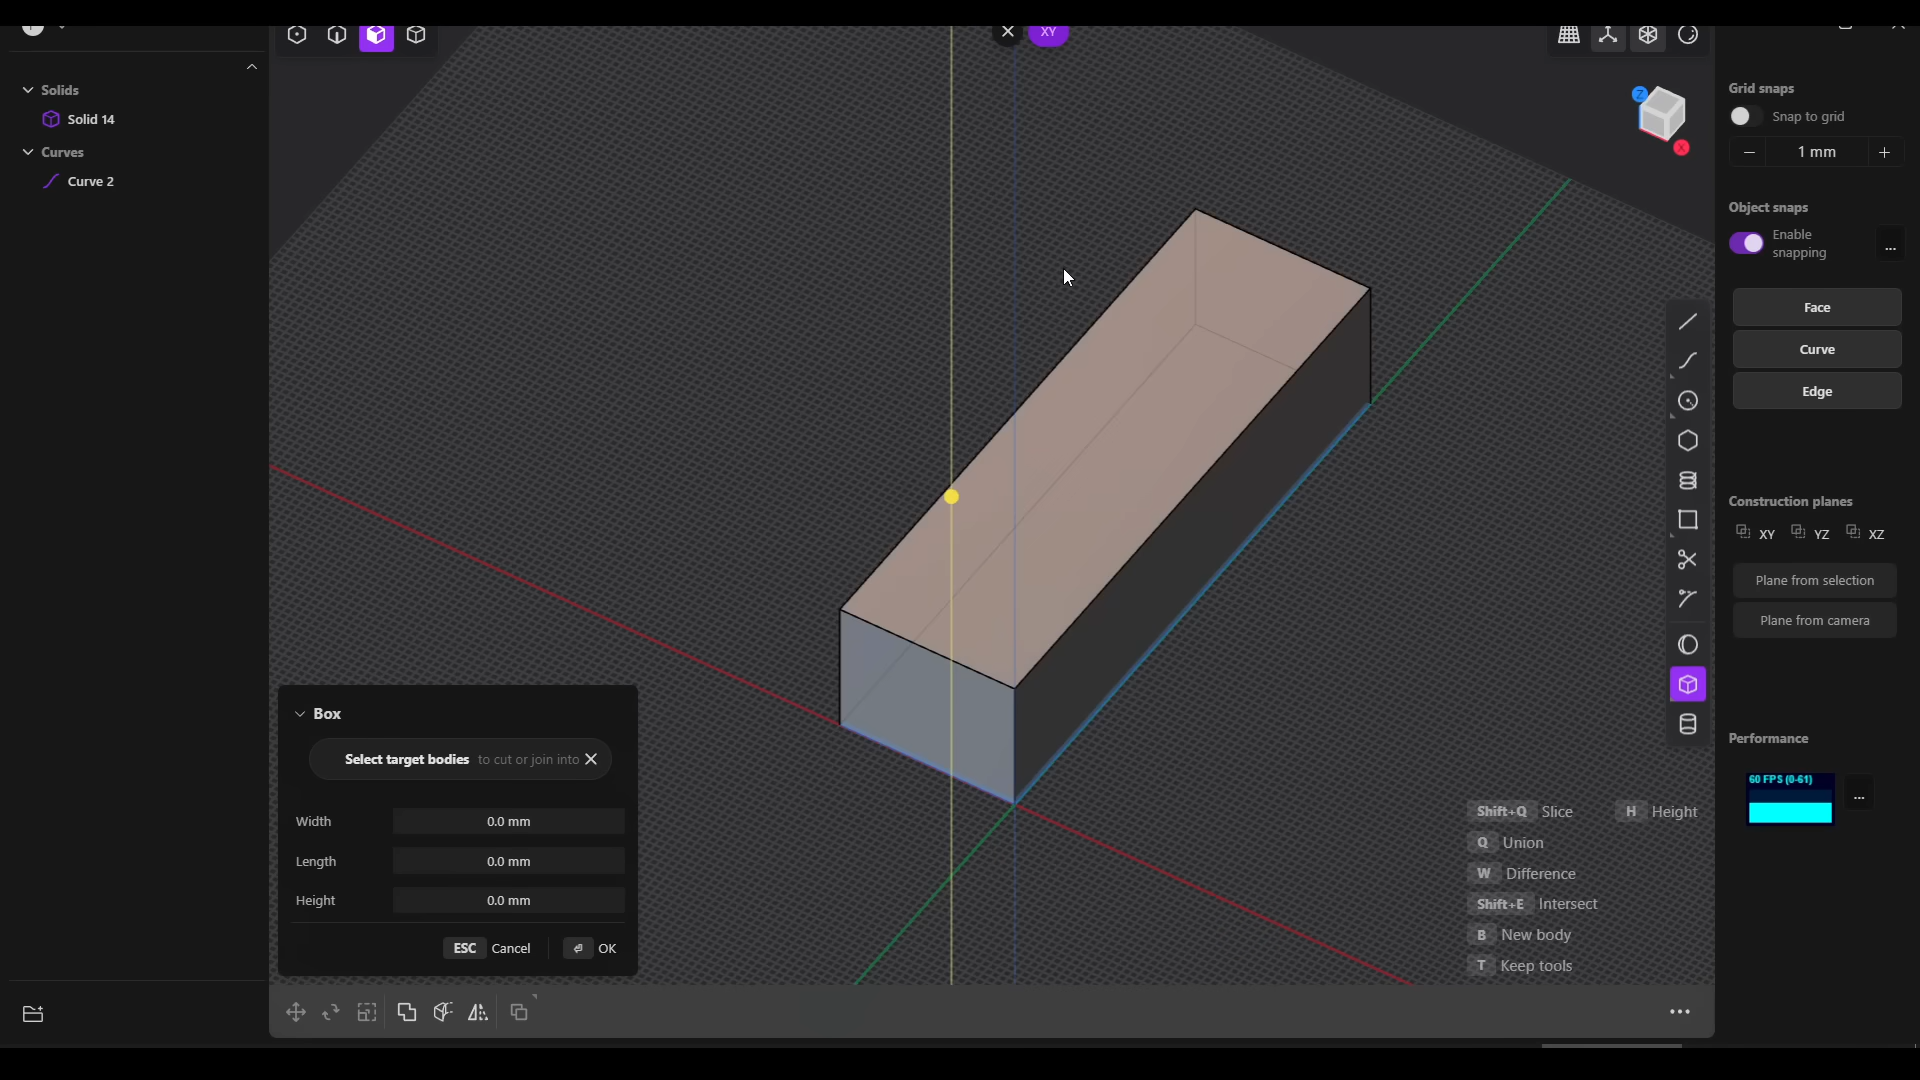 XY
Solids
Solid 14
Curves
Curve 2
Z
X
Grid snaps
Snap to grid
1 mm
Object snaps
Enable
snapping
...
Face
Curve
Edge
Construction planes
XY
YZ
XZ
Plane from selection
Plane from camera
Performance
60 FPS (0-61)
...
Shift+Q Slice
H Height
Q Union
W Difference
Shift+E Intersect
B New body
T Keep tools
Box
Select target bodies to cut or join into
Width 0.0 mm
Length 0.0 mm
Height 0.0 mm
ESC Cancel
OK